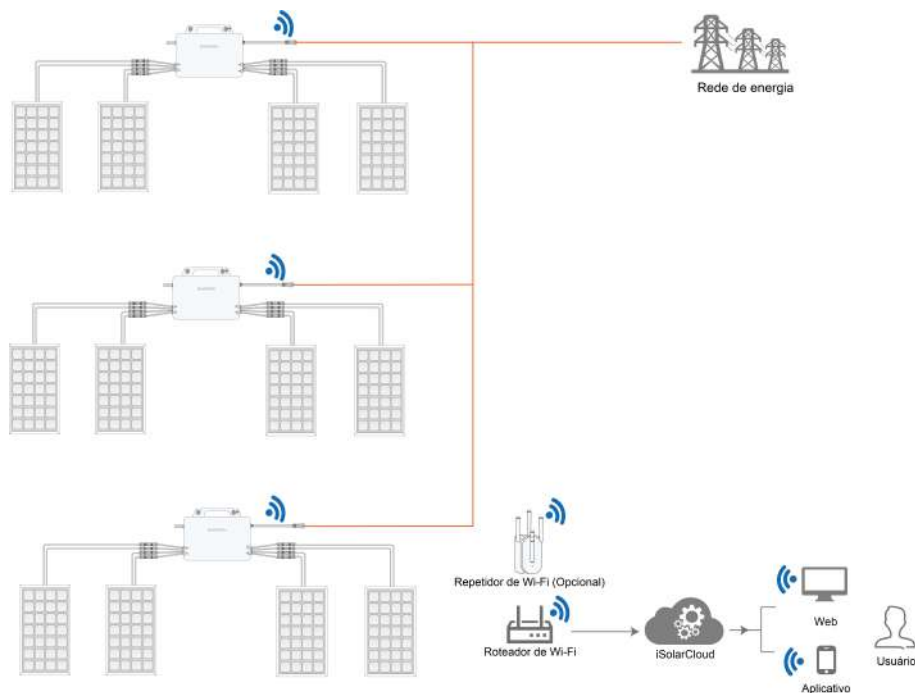 Rede de energia
Repetidor de Wi-Fi (Opcional)
Roteador de Wi-Fi
iSolarCloud
Web
Aplicativo
Usuário